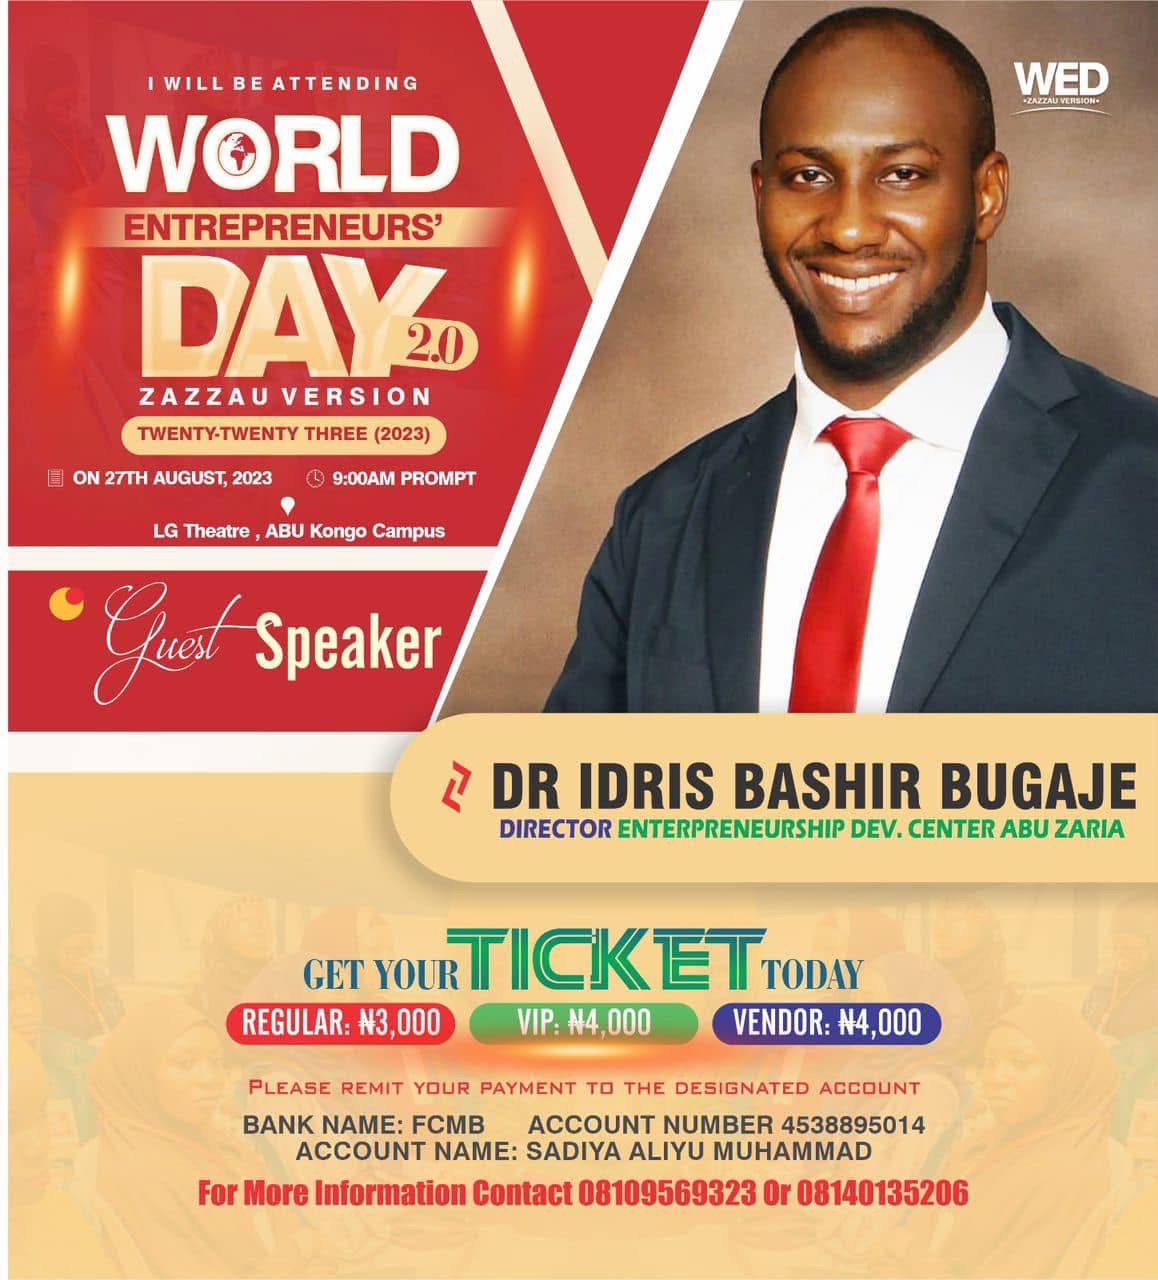 I WILL BE ATTENDING
WORLD
ENTREPRENEURS'
DAY 2.0
ZAZZAU VERSION
TWENTY-TWENTY THREE (2023)
ON 27TH AUGUST, 2023 9:00AM PROMPT
LG Theatre , ABU Kongo Campus
WED
•ZAZZAU VERSION•
Guest Speaker
DR IDRIS BASHIR BUGAJE
DIRECTOR ENTERPRENEURSHIP DEV. CENTER ABU ZARIA
GET YOUR TICKET TODAY
REGULAR: ₦3,000 VIP: ₦4,000 VENDOR: ₦4,000
PLEASE REMIT YOUR PAYMENT TO THE DESIGNATED ACCOUNT
BANK NAME: FCMB ACCOUNT NUMBER 4538895014
ACCOUNT NAME: SADIYA ALIYU MUHAMMAD
For More Information Contact 08109569323 Or 08140135206